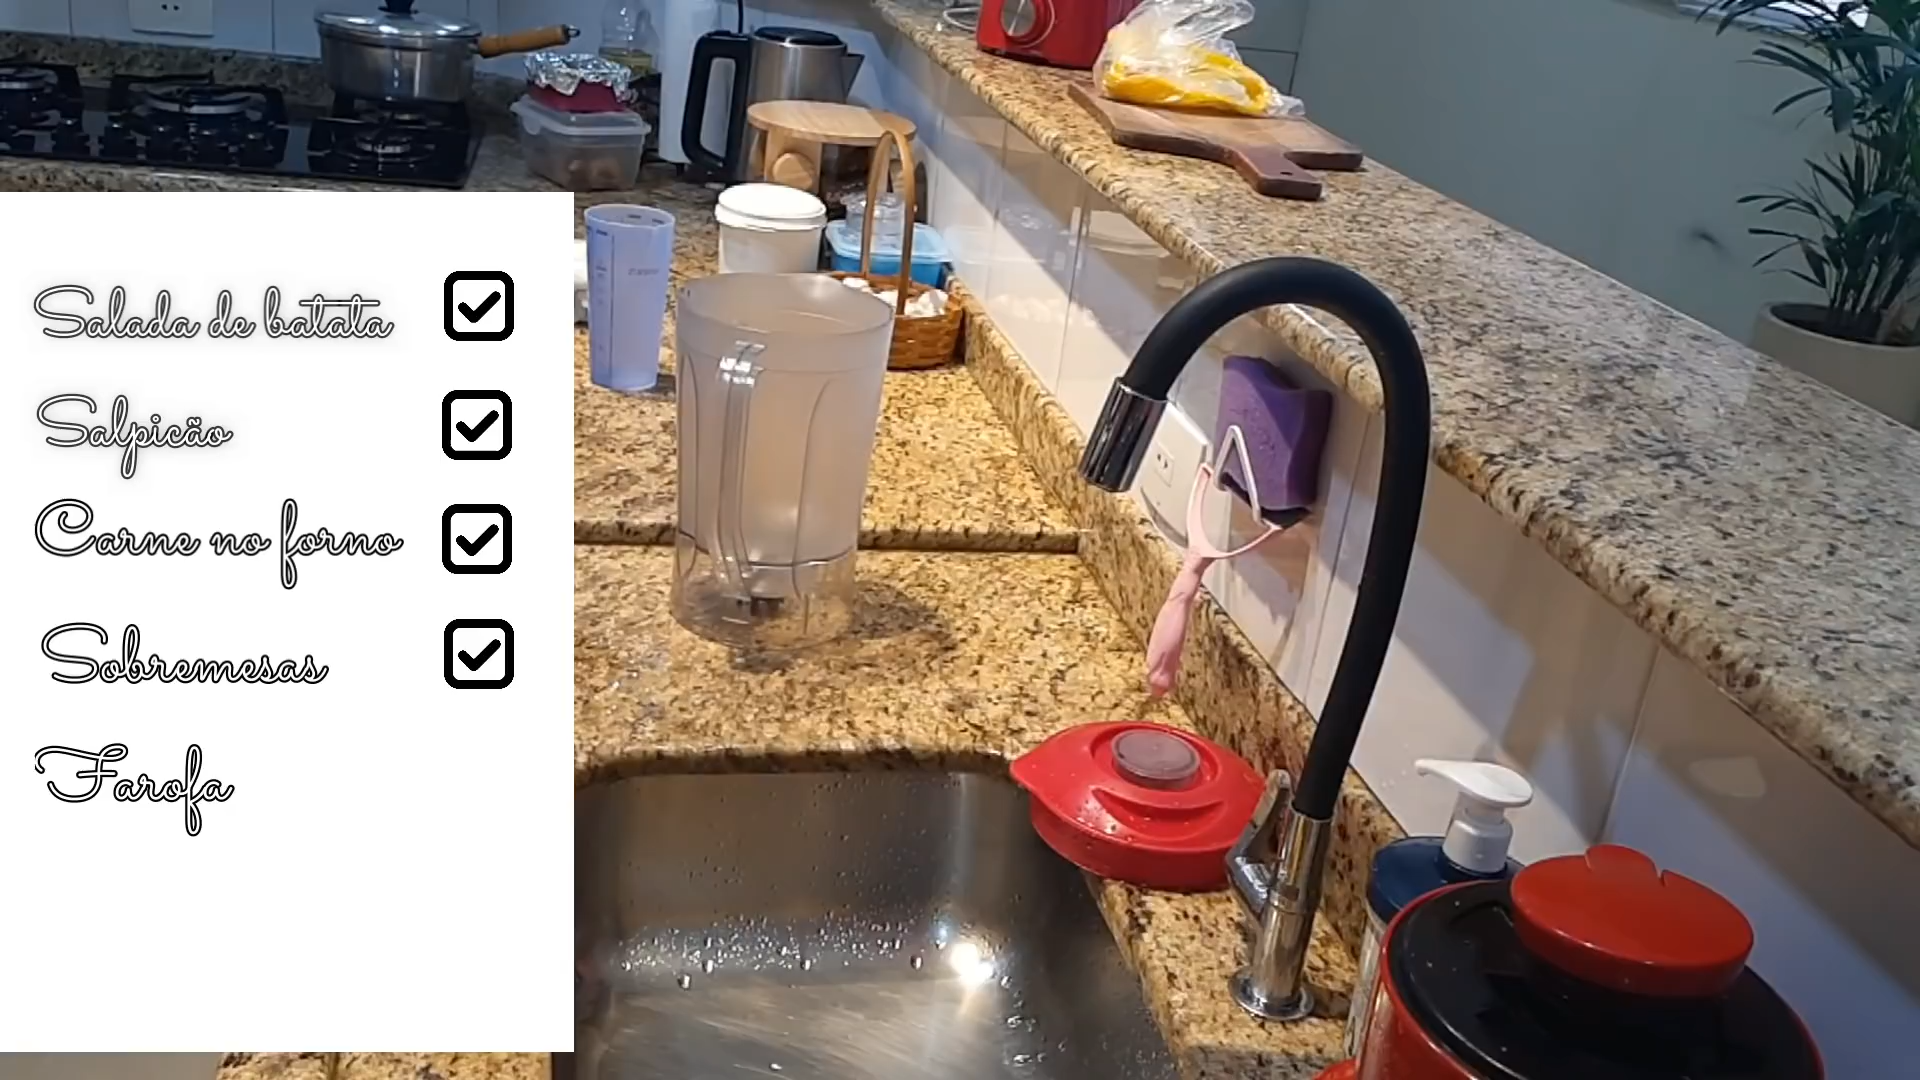 Salada de batata
Salpicão
Carne no forno
Sobremesas
Farofa